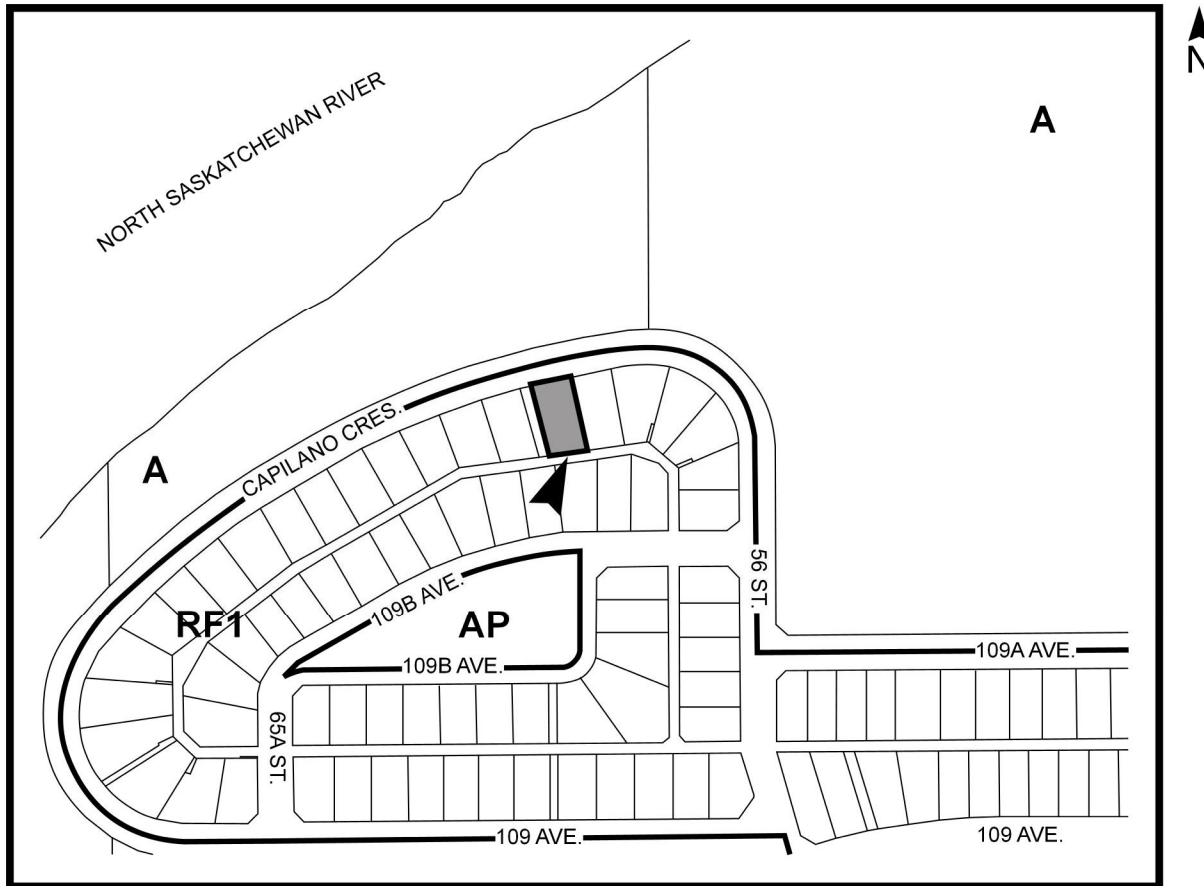 N
NORTH SASKATCHEWAN RIVER
A
CAPILANO CRES.
A
56 ST.
109B AVE.
RF1
AP
109B AVE.
109A AVE.
65A ST.
109 AVE.
109 AVE.